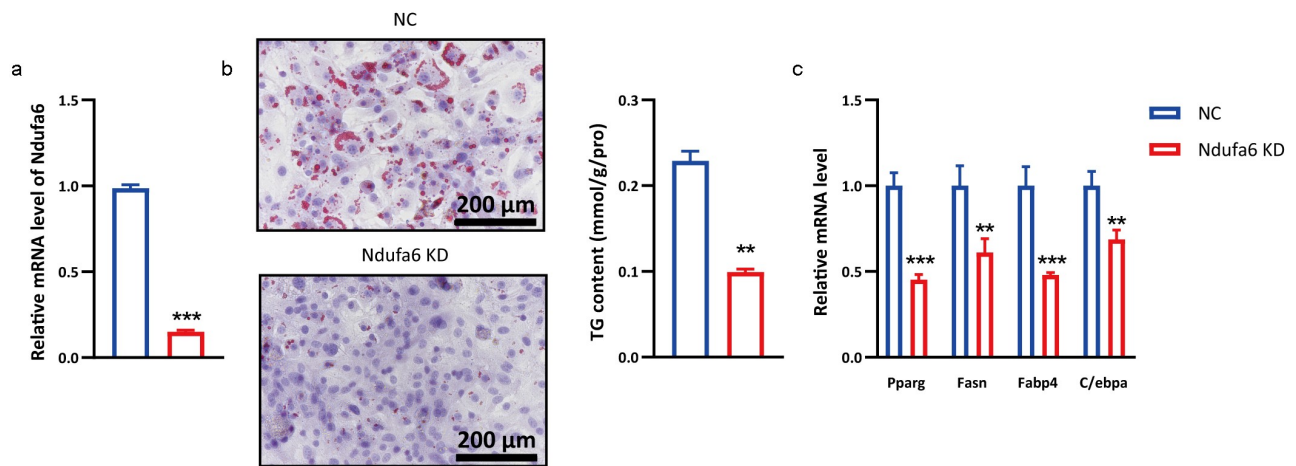 a
Relative mRNA level of Ndufa6
1.5
1.0
0.5
0.0
***
b
NC
200 μm
Ndufa6 KD
200 μm
TG content (mmol/g/pro)
0.3
0.2
0.1
0.0
**
c
Relative mRNA level
1.5
1.0
0.5
0.0
*** ** *** **
Pparg Fasn Fabp4 C/ebpa
NC
Ndufa6 KD